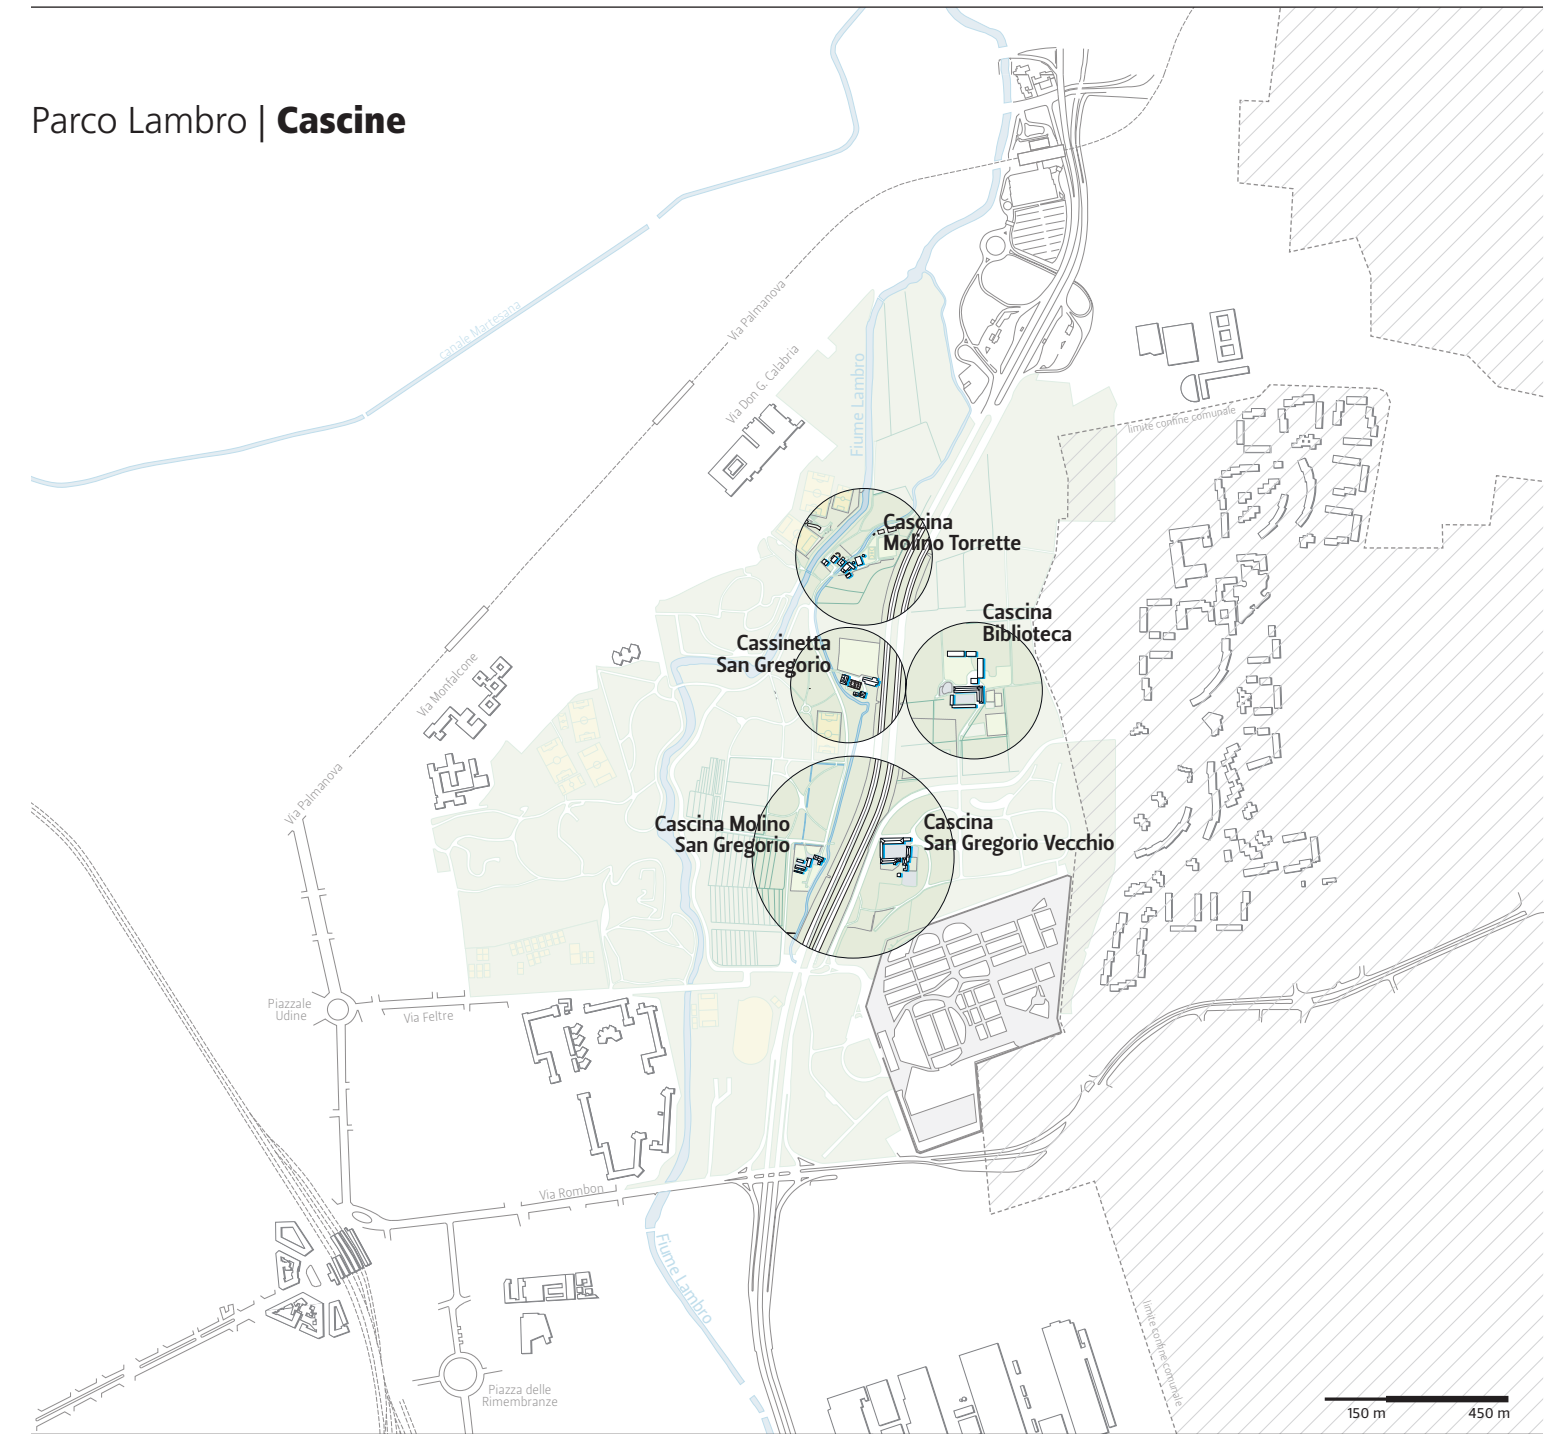 Parco Lambro | Cascine
canale Martesana
Via Palmanova
Via Don G. Calabria
Fiume Lambro
limite confine comunale
Cascina
Molino Torrette
Cascina
Biblioteca
Cassinetta
San Gregorio
Via Monfalcone
Via Palmanova
Cascina Molino
San Gregorio
Cascina
San Gregorio Vecchio
Piazzale
Udine
Via Feltre
Via Rombon
Fiume Lambro
limite confine comunale
Piazza delle
Rimembranze
150 m
450 m